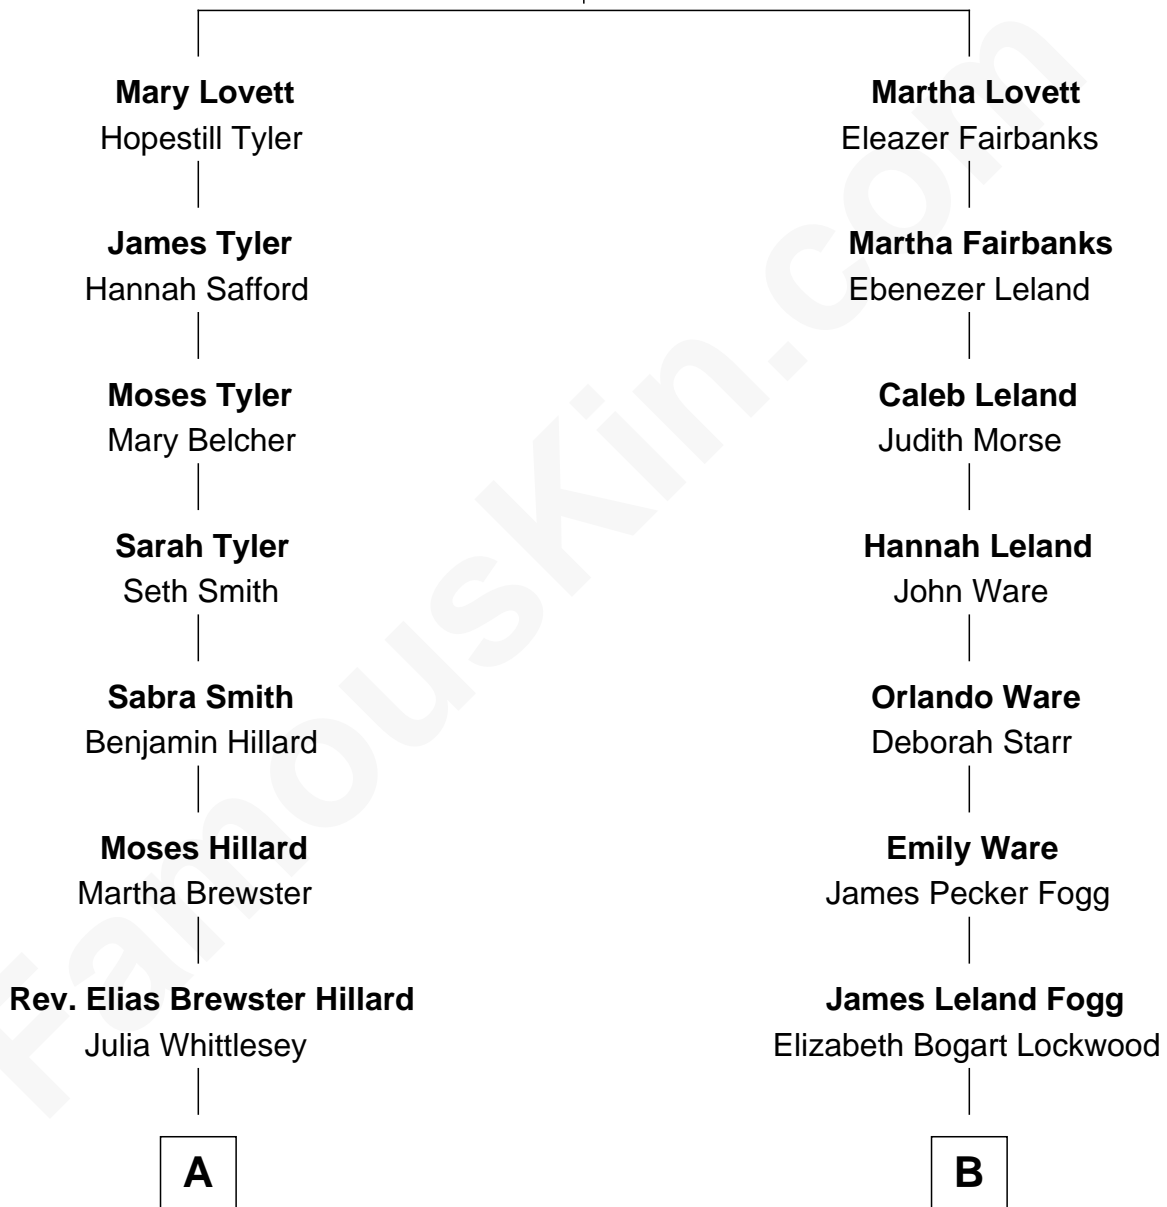 Mary Lovett
Hopestill Tyler
James Tyler
Hannah Safford
Moses Tyler
Mary Belcher
Sarah Tyler
Seth Smith
Sabra Smith
Benjamin Hillard
Moses Hillard
Martha Brewster
Rev. Elias Brewster Hillard
Julia Whittlesey
A
Martha Lovett
Eleazer Fairbanks
Martha Fairbanks
Ebenezer Leland
Caleb Leland
Judith Morse
Hannah Leland
John Ware
Orlando Ware
Deborah Starr
Emily Ware
James Pecker Fogg
James Leland Fogg
Elizabeth Bogart Lockwood
B
FamousKin.com